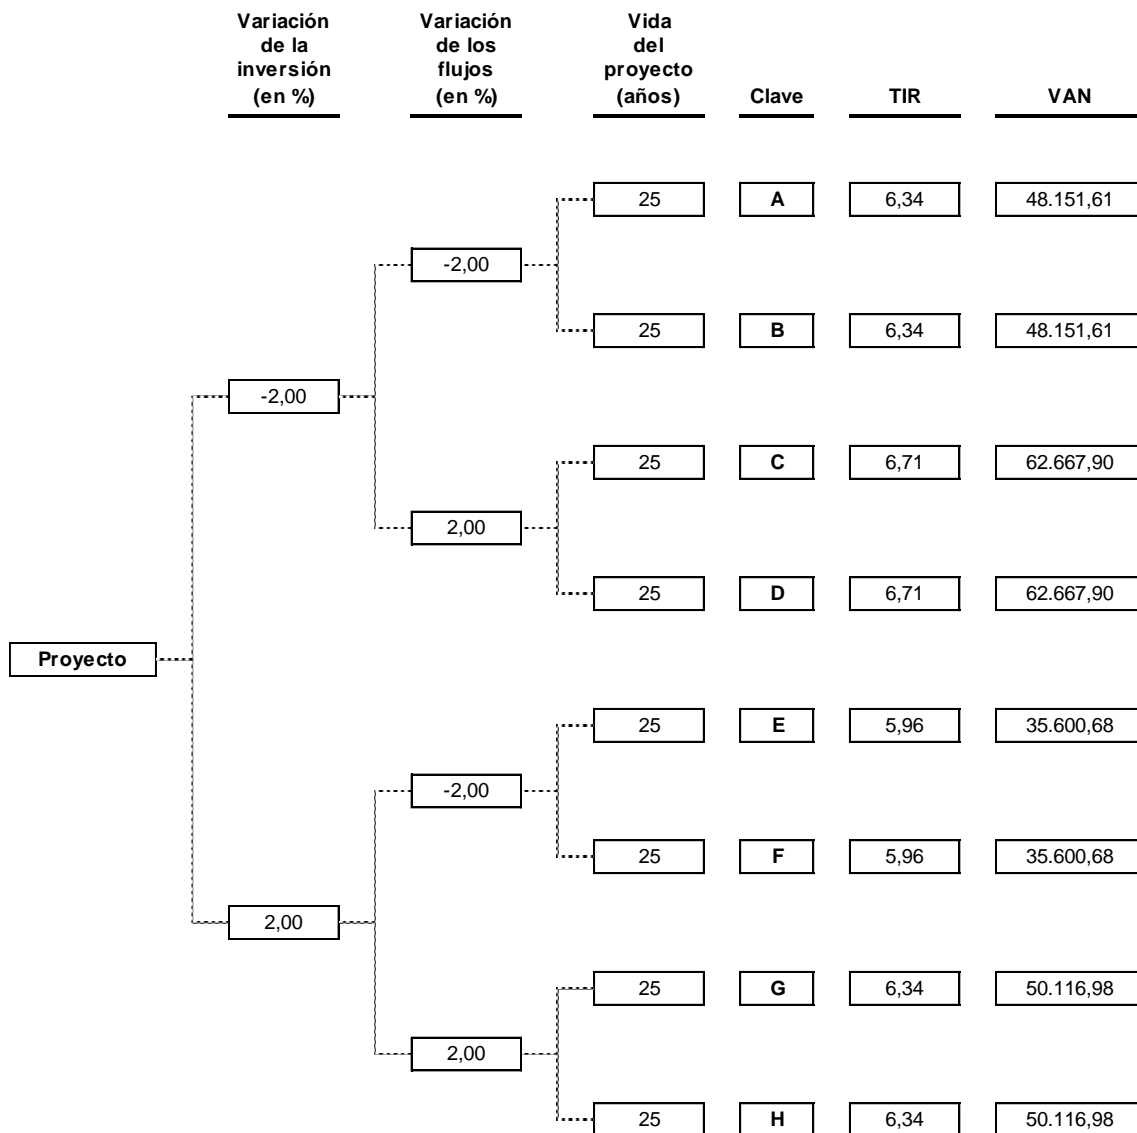 Variación de la inversión (en %)
Variación de los flujos (en %)
Vida del proyecto (años)
Clave
TIR
VAN
25 A 6,34 48.151,61
-2,00
25 B 6,34 48.151,61
-2,00
25 C 6,71 62.667,90
2,00
25 D 6,71 62.667,90
Proyecto
25 E 5,96 35.600,68
-2,00
25 F 5,96 35.600,68
2,00
25 G 6,34 50.116,98
2,00
25 H 6,34 50.116,98